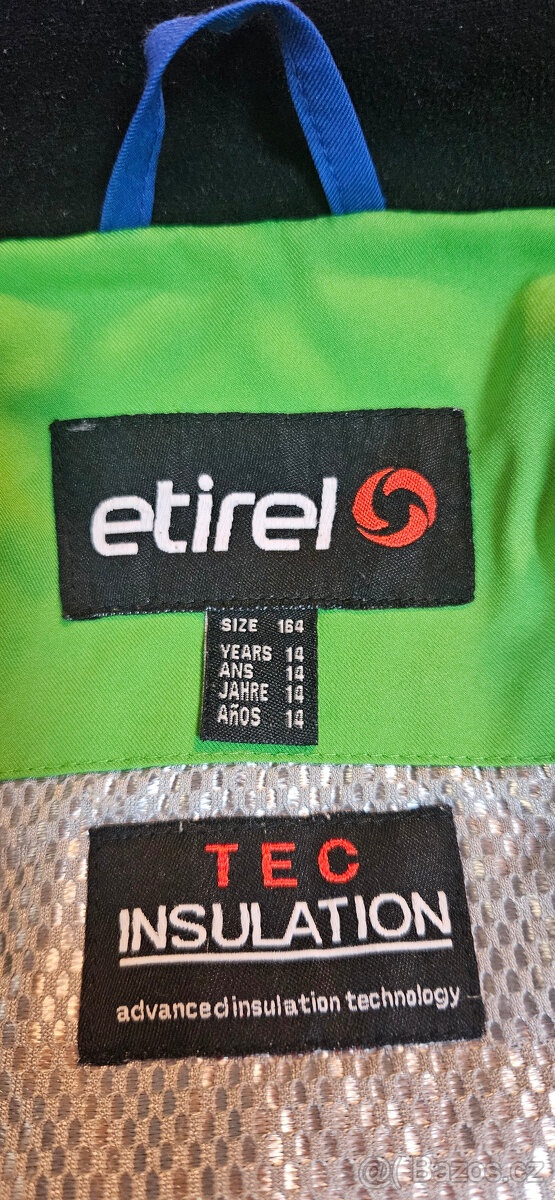 etirel
SIZE 164
YEARS 14
ANS 14
JAHRE 14
AÑOS 14
TEC
INSULATION
advanced insulation technology
Bazos.cz